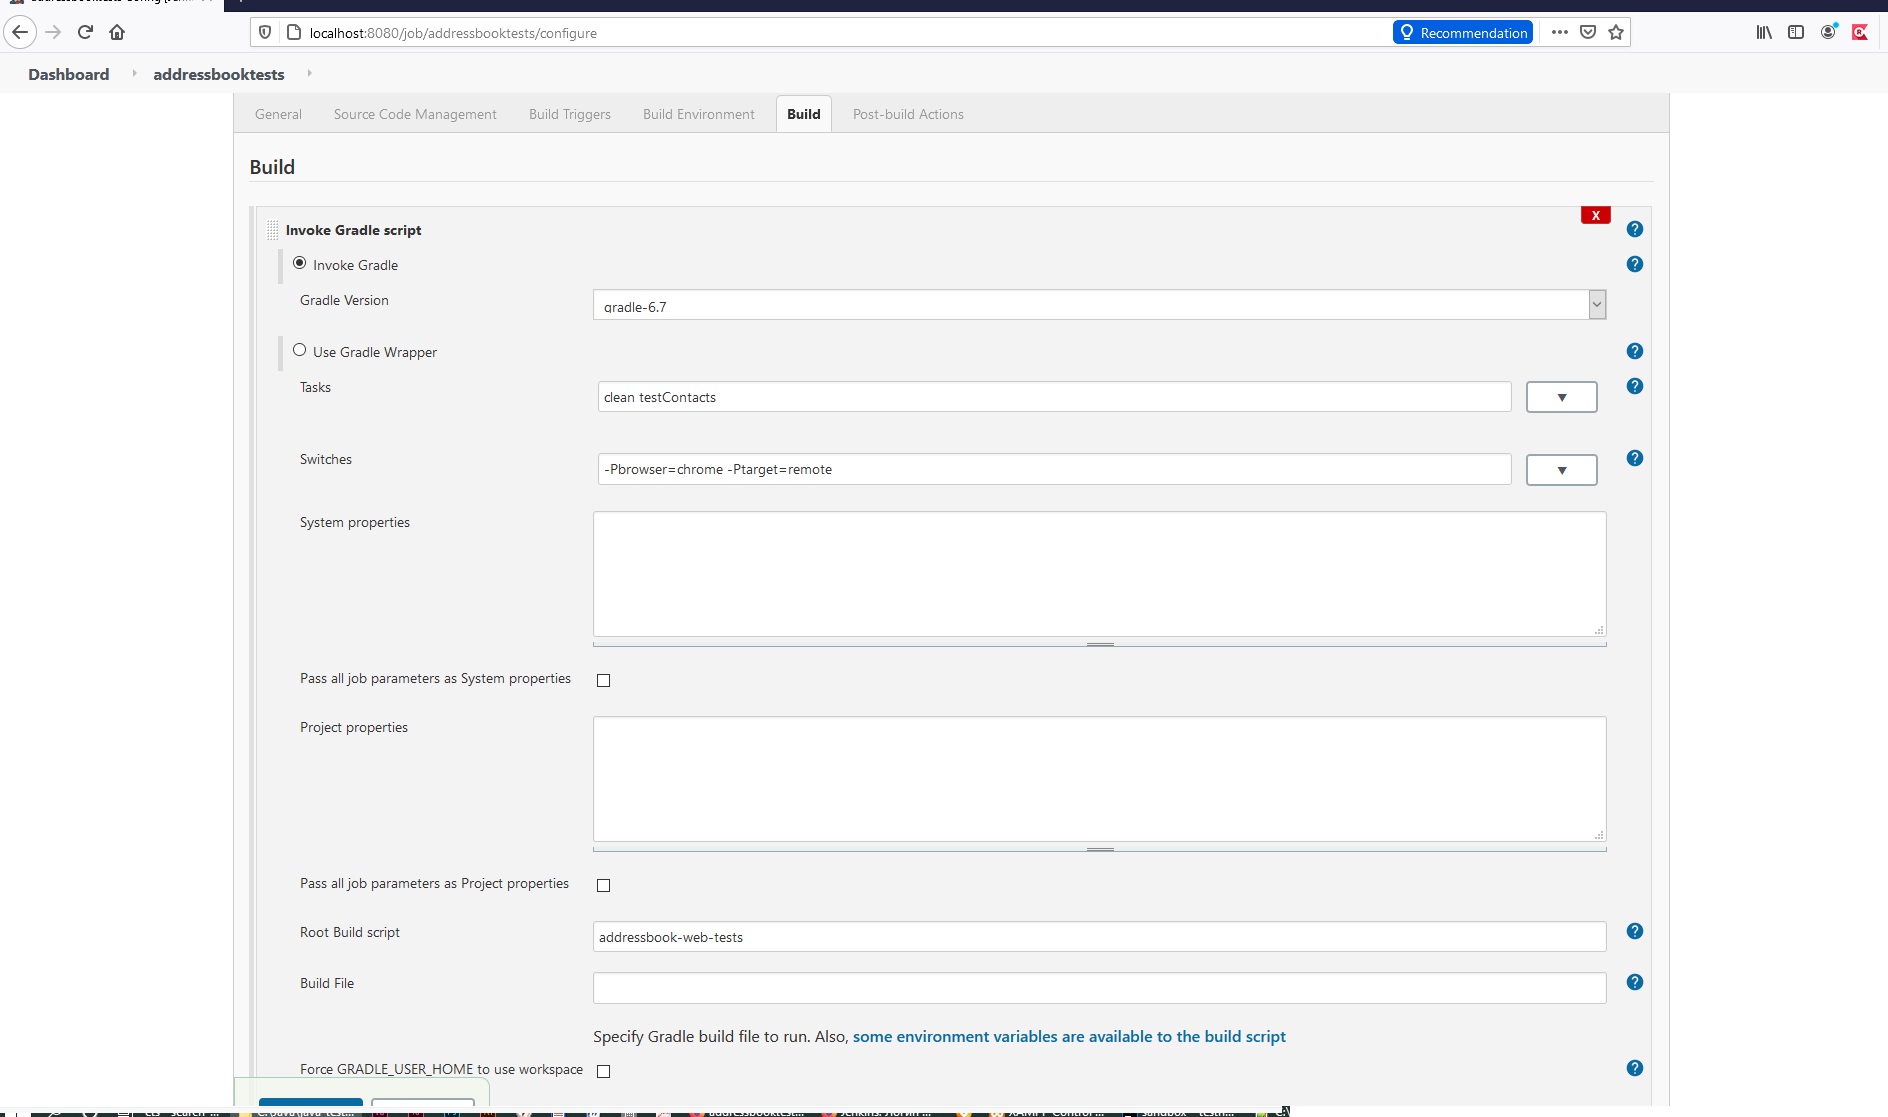 localhost:8080/job/addressbooktests/configure
Recommendation
Dashboard
addressbooktests
General
Source Code Management
Build Triggers
Build Environment
Build
Post-build Actions
Build
X
Invoke Gradle script
?
Invoke Gradle
?
Gradle Version
gradle-6.7
Use Gradle Wrapper
?
Tasks
clean testContacts
?
Switches
-Pbrowser=chrome -Ptarget=remote
?
System properties
Pass all job parameters as System properties
Project properties
Pass all job parameters as Project properties
Root Build script
addressbook-web-tests
?
Build File
?
Specify Gradle build file to run. Also, some environment variables are available to the build script
Force GRADLE_USER_HOME to use workspace
?